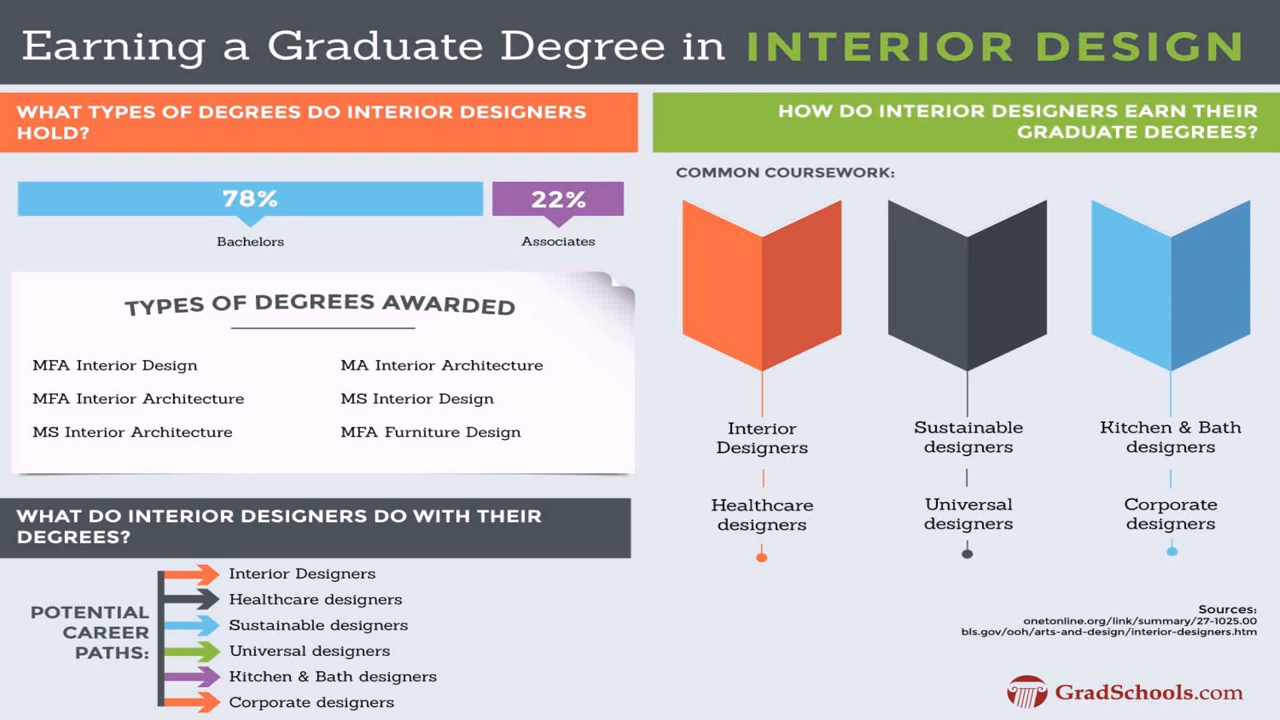 Earning a Graduate Degree in INTERIOR DESIGN
WHAT TYPES OF DEGREES DO INTERIOR DESIGNERS
HOLD?
78%
22%
Bachelors
Associates
TYPES OF DEGREES AWARDED
MFA Interior Design
MA Interior Architecture
MFA Interior Architecture
MS Interior Design
MS Interior Architecture
MFA Furniture Design
WHAT DO INTERIOR DESIGNERS DO WITH THEIR
DEGREES?
POTENTIAL
CAREER
PATHS:
Interior Designers
Healthcare designers
Sustainable designers
Universal designers
Kitchen & Bath designers
Corporate designers
HOW DO INTERIOR DESIGNERS EARN THEIR
GRADUATE DEGREES?
COMMON COURSEWORK:
Interior
Designers
Healthcare
designers
Sustainable
designers
Universal
designers
Kitchen & Bath
designers
Corporate
designers
Sources:
onetonline.org/link/summary/27-1025.00
bls.gov/ooh/arts-and-design/interior-designers.htm
GradSchools.com